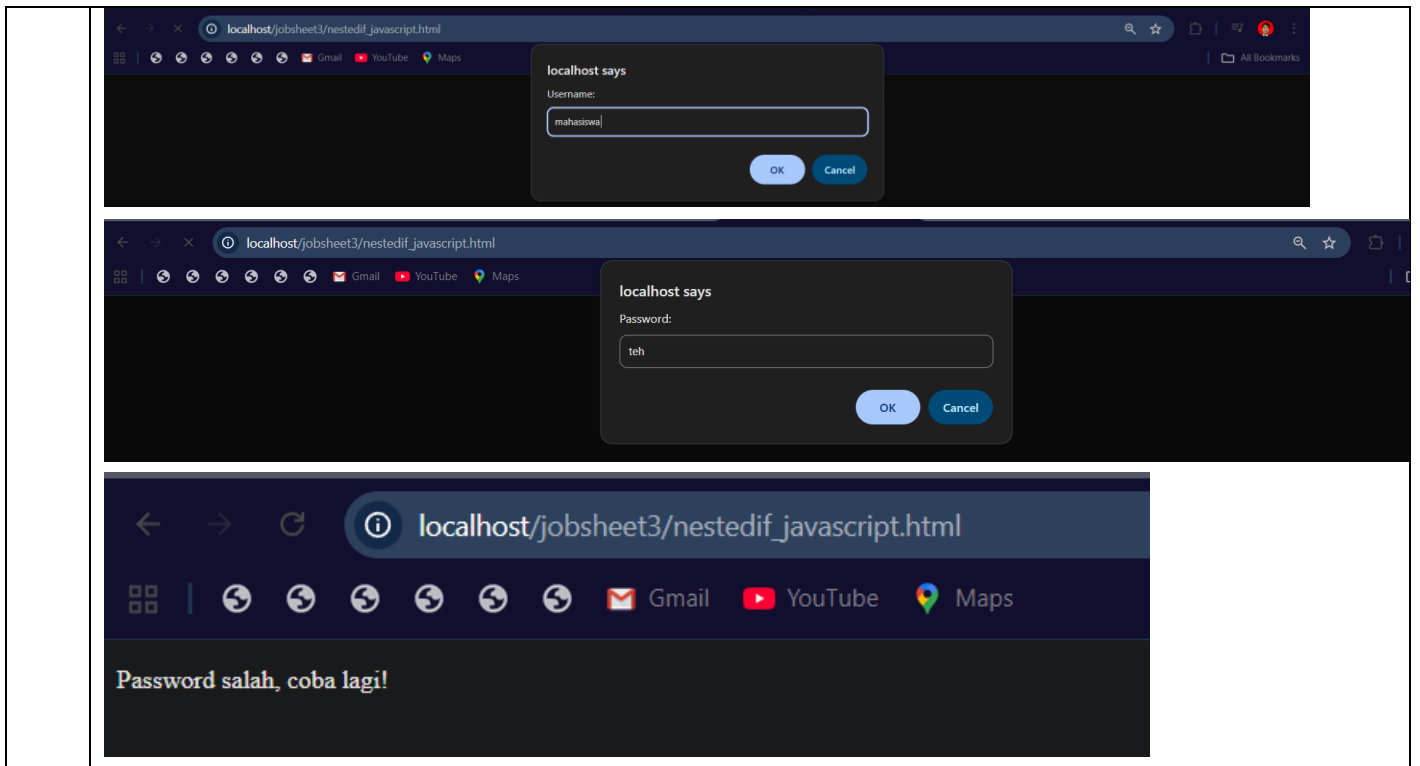 localhost/jobsheet3/nestedif_javascript.html
Gmail YouTube Maps All Bookmarks
localhost says
Username:
mahasiswa
OK Cancel
localhost/jobsheet3/nestedif_javascript.html
Gmail YouTube Maps
localhost says
Password:
teh
OK Cancel
localhost/jobsheet3/nestedif_javascript.html
Gmail YouTube Maps
Password salah, coba lagi!